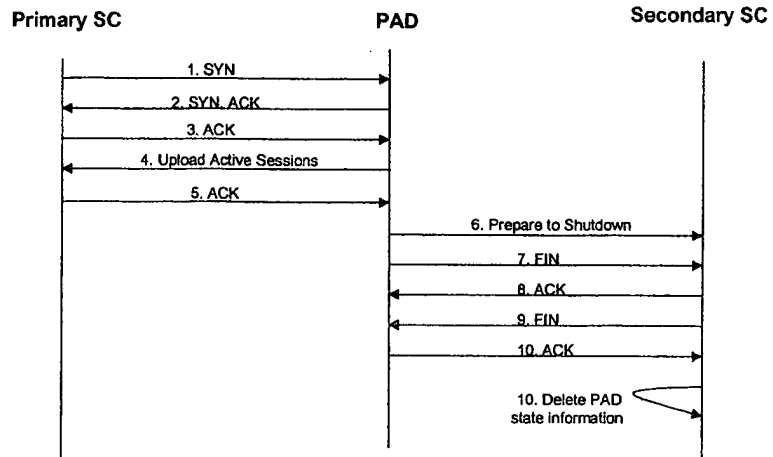 Primary SC
PAD
Secondary SC
1. SYN
2. SYN, ACK
3. ACK
4. Upload Active Sessions
5. ACK
6. Prepare to Shutdown
7. FIN
8. ACK
9. FIN
10. ACK
10. Delete PAD
state information